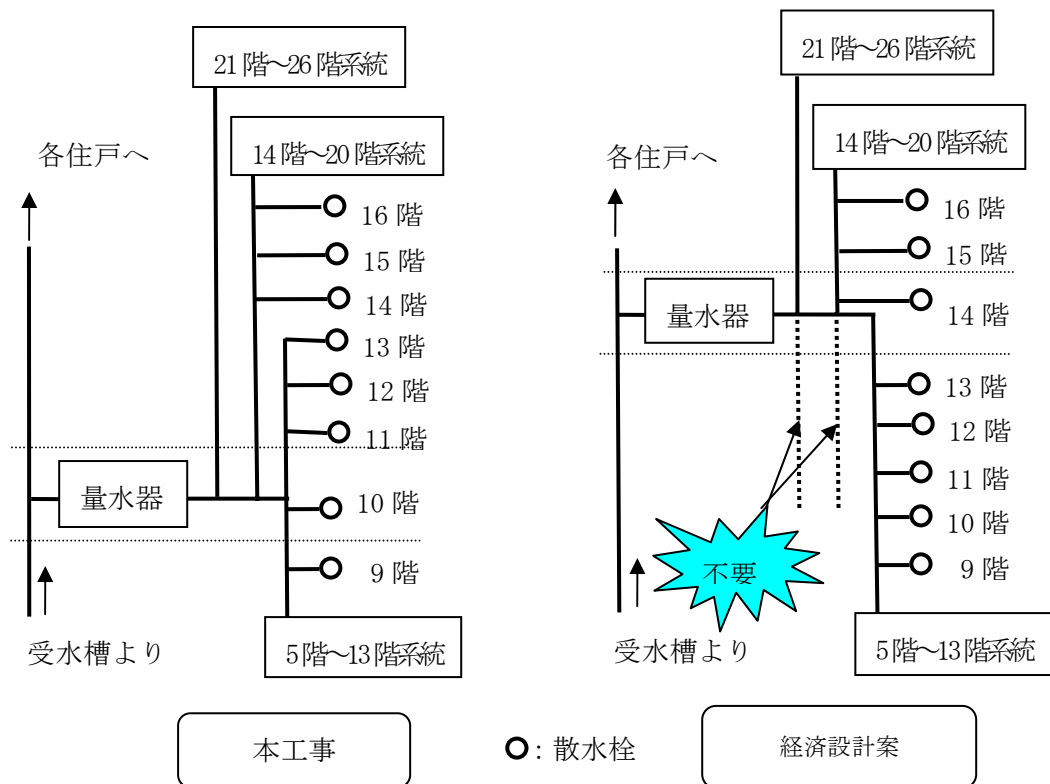 21階～26階系統
14階～20階系統
各住戸へ
16階
15階
14階
13階
12階
11階
量水器
10階
9階
受水槽より
5階～13階系統
本工事
21階～26階系統
14階～20階系統
各住戸へ
16階
15階
量水器
14階
13階
12階
11階
10階
9階
不要
受水槽より
5階～13階系統
：散水栓
経済設計案